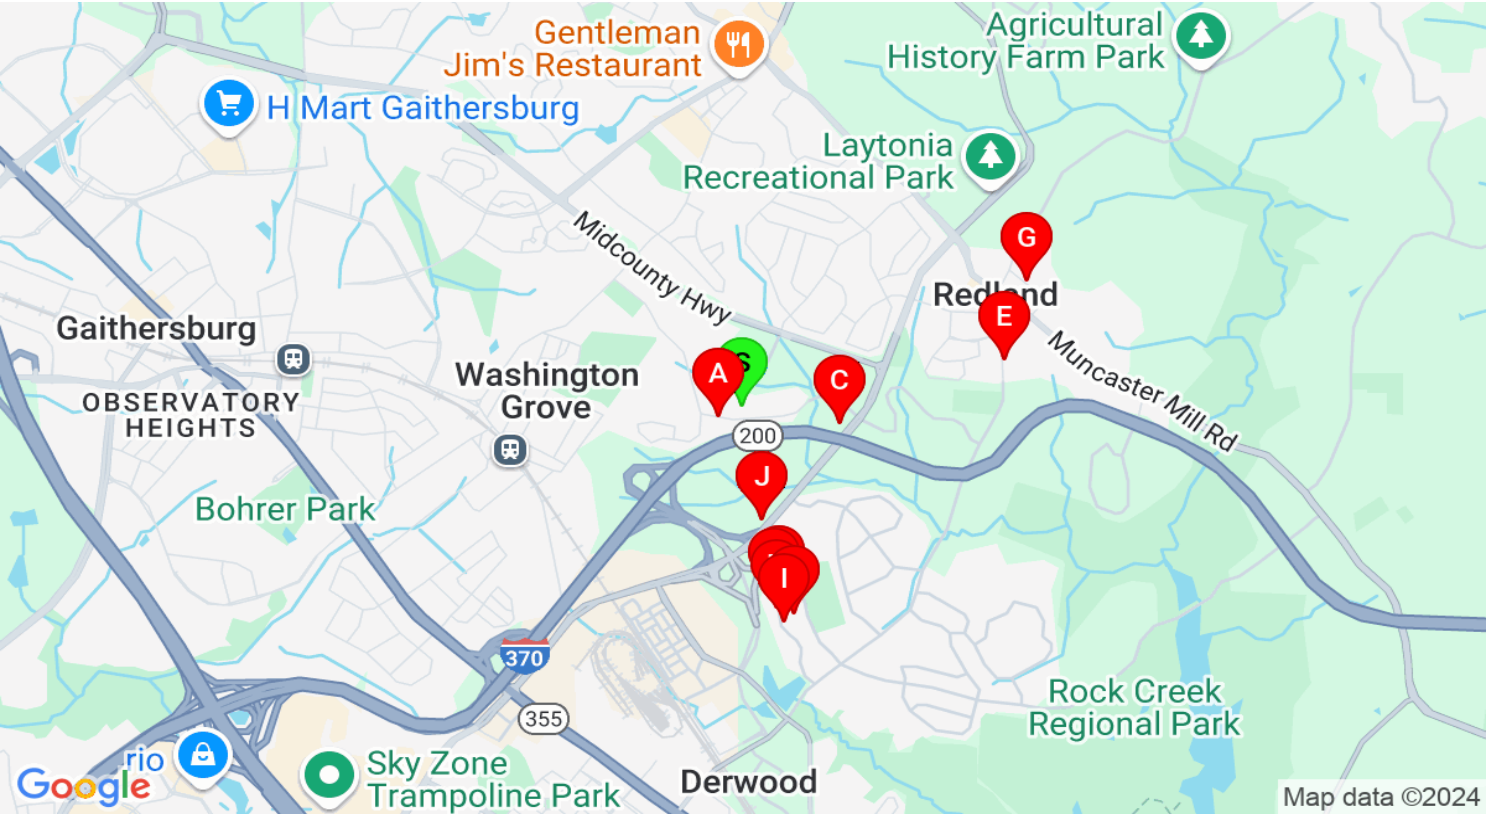 Gentleman
Jim's Restaurant
Agricultural
History Farm Park
H Mart Gaithersburg
Laytonia
Recreational Park
Midcounty Hwy
G
Redland
E
Gaithersburg
Muncaster Mill Rd
S
A
C
Washington
Grove
OBSERVATORY
HEIGHTS
200
J
Bohrer Park
I
370
355
Rock Creek
Regional Park
rio
Sky Zone
Trampoline Park
Derwood
Google
Map data ©2024